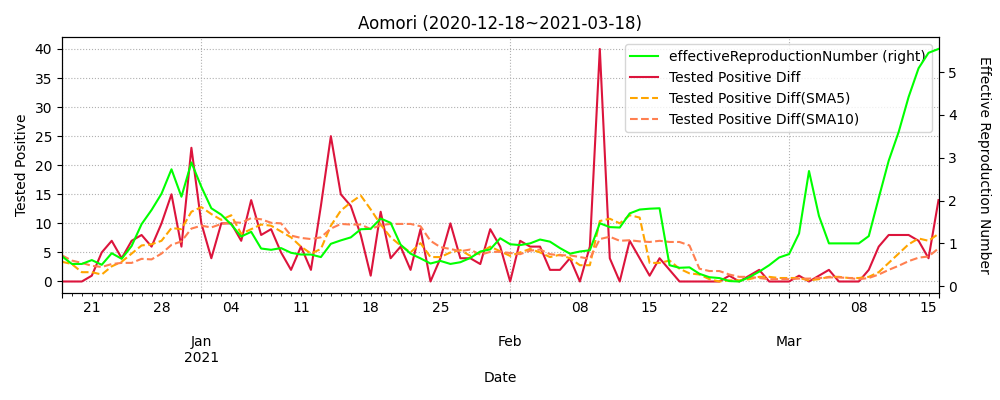 Aomori (2020-12-18~2021-03-18)
effectiveReproductionNumber (right)
Tested Positive Diff
Tested Positive Diff(SMA5)
Tested Positive Diff(SMA10)
Tested Positive
40
35
30
25
20
15
10
5
0
Effective Reproduction Number
5
4
3
2
1
0
21 28 04 11 18 25 08 15 22 08 15
Jan Feb Mar
2021
Date